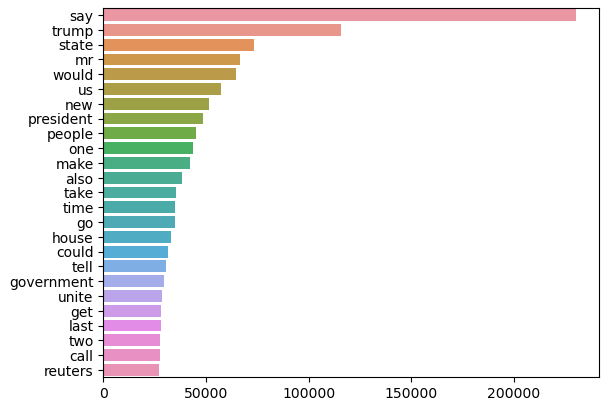 say
trump
state
mr
would
us
new
president
people
one
make
also
take
time
go
house
could
tell
government
unite
get
last
two
call
reuters
0 50000 100000 150000 200000